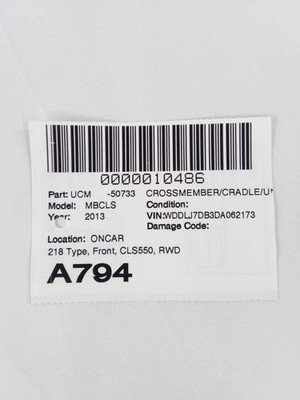 0000010486
Part: UCM -50733 CROSSMEMBER/CRADLE/UN
Model: MBCLS Condition:
Year: 2013 VIN:WDDLJ7DB3DA062173
Damage Code:
Location: ONCAR
218 Type, Front, CLS550, RWD
A794